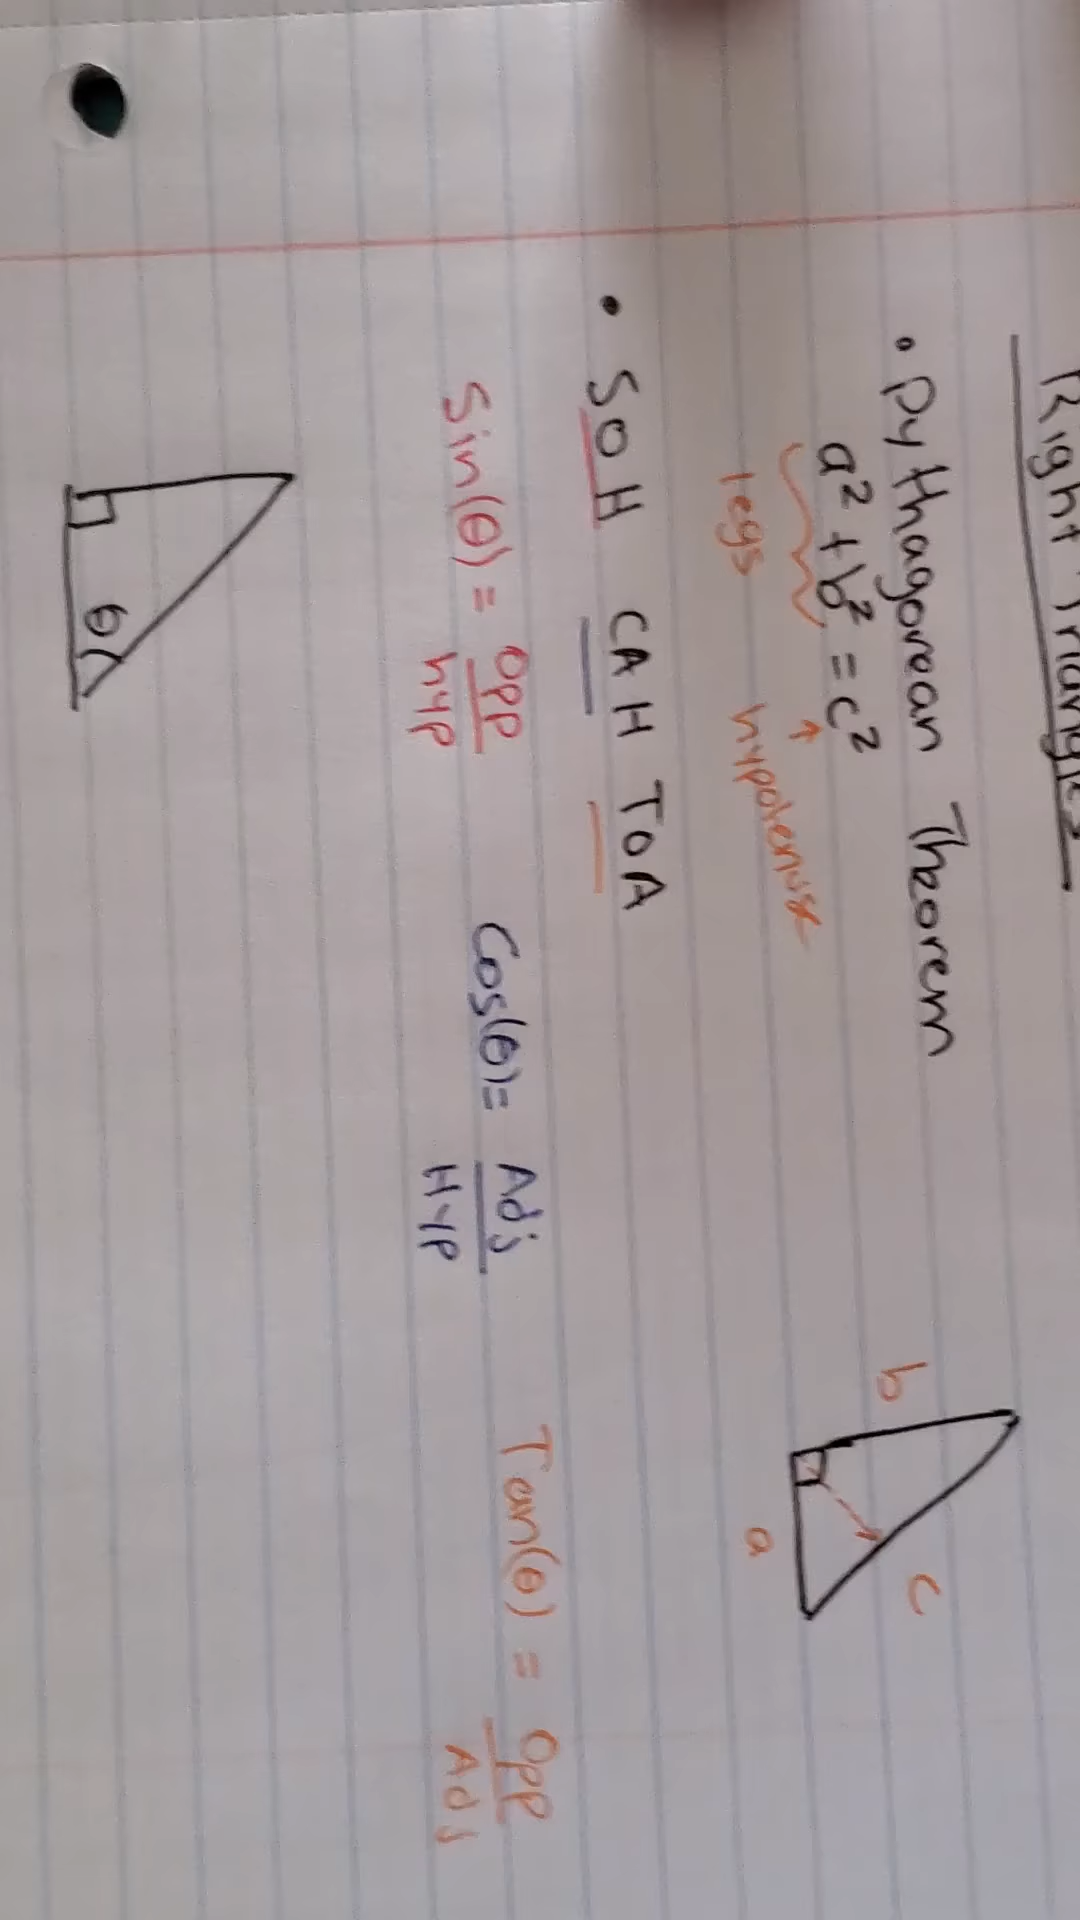 Right Triangles
• Pythagorean Theorem
a² + b² = c²
legs hypotenuse
b
c
a
• SOH CAH TOA
Sin(θ) = Opp/hyp Cos(θ) = Adj/Hyp Tan(θ) = Opp/Adj
θ